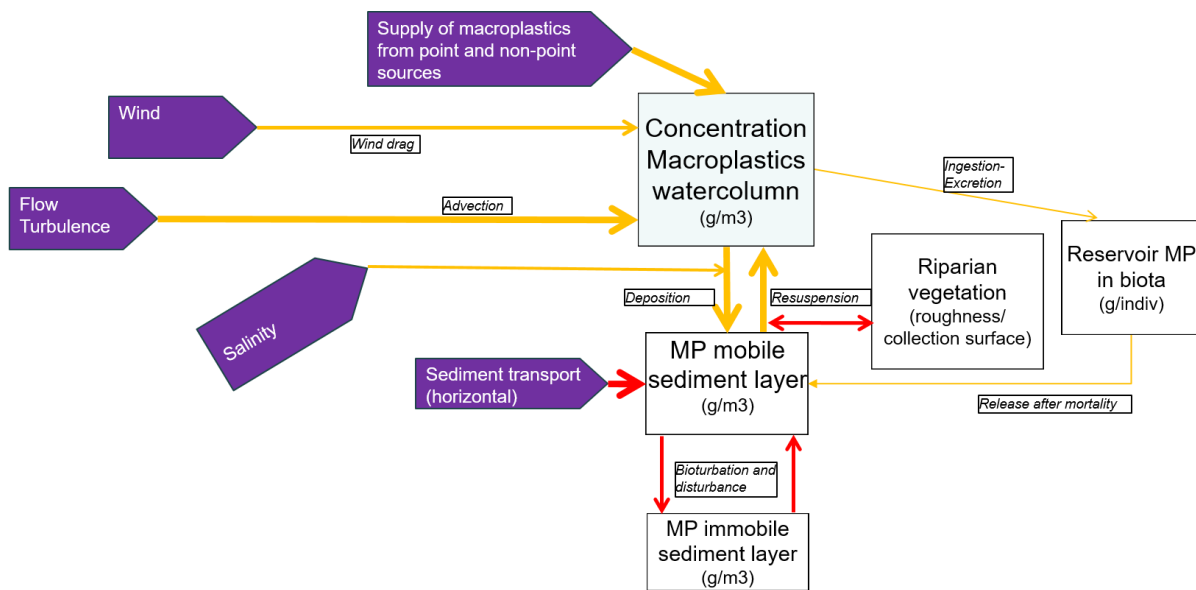 Supply of macroplastics
from point and non-point
sources
Wind
Wind drag
Concentration
Macroplastics
watercolumn
(g/m3)
Ingestion-
Excretion
Flow
Turbulence
Advection
Salinity
Deposition
Resuspension
Riparian
vegetation
(roughness/
collection surface)
Reservoir MP
in biota
(g/indiv)
Sediment transport
(horizontal)
MP mobile
sediment layer
(g/m3)
Release after mortality
Bioturbation and
disturbance
MP immobile
sediment layer
(g/m3)